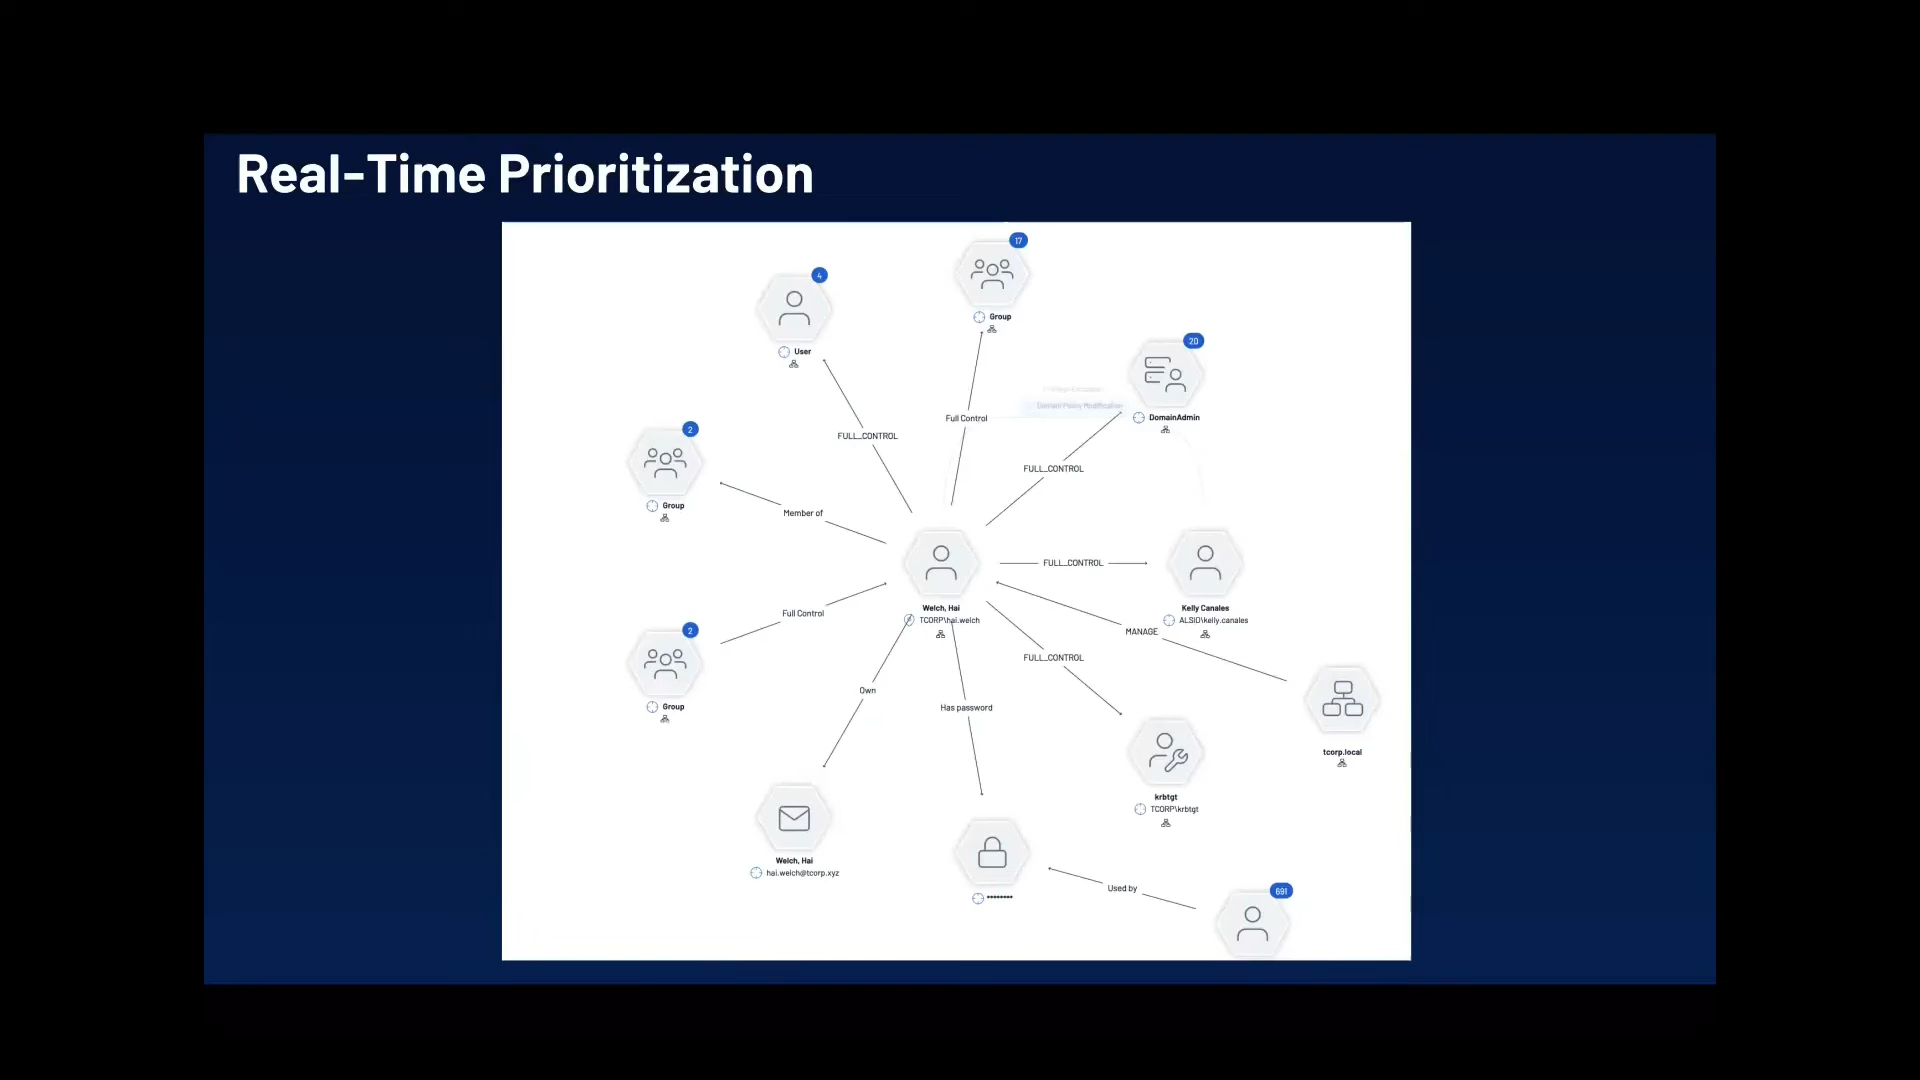 Real-Time Prioritization
17
4
Group
20
User
Domain Policy Modification
DomainAdmin
Full Control
2
FULL_CONTROL
FULL_CONTROL
Group
Member of
FULL_CONTROL
Full Control
Welch, Hai
TCORP\hai.welch
Kelly Canales
ALSID\kelly.canales
MANAGE
2
FULL_CONTROL
Group
Own
Has password
tcorp.local
krbtgt
TCORP\krbtgt
Welch, Hai
hai.welch@tcorp.xyz
Used by
691
********